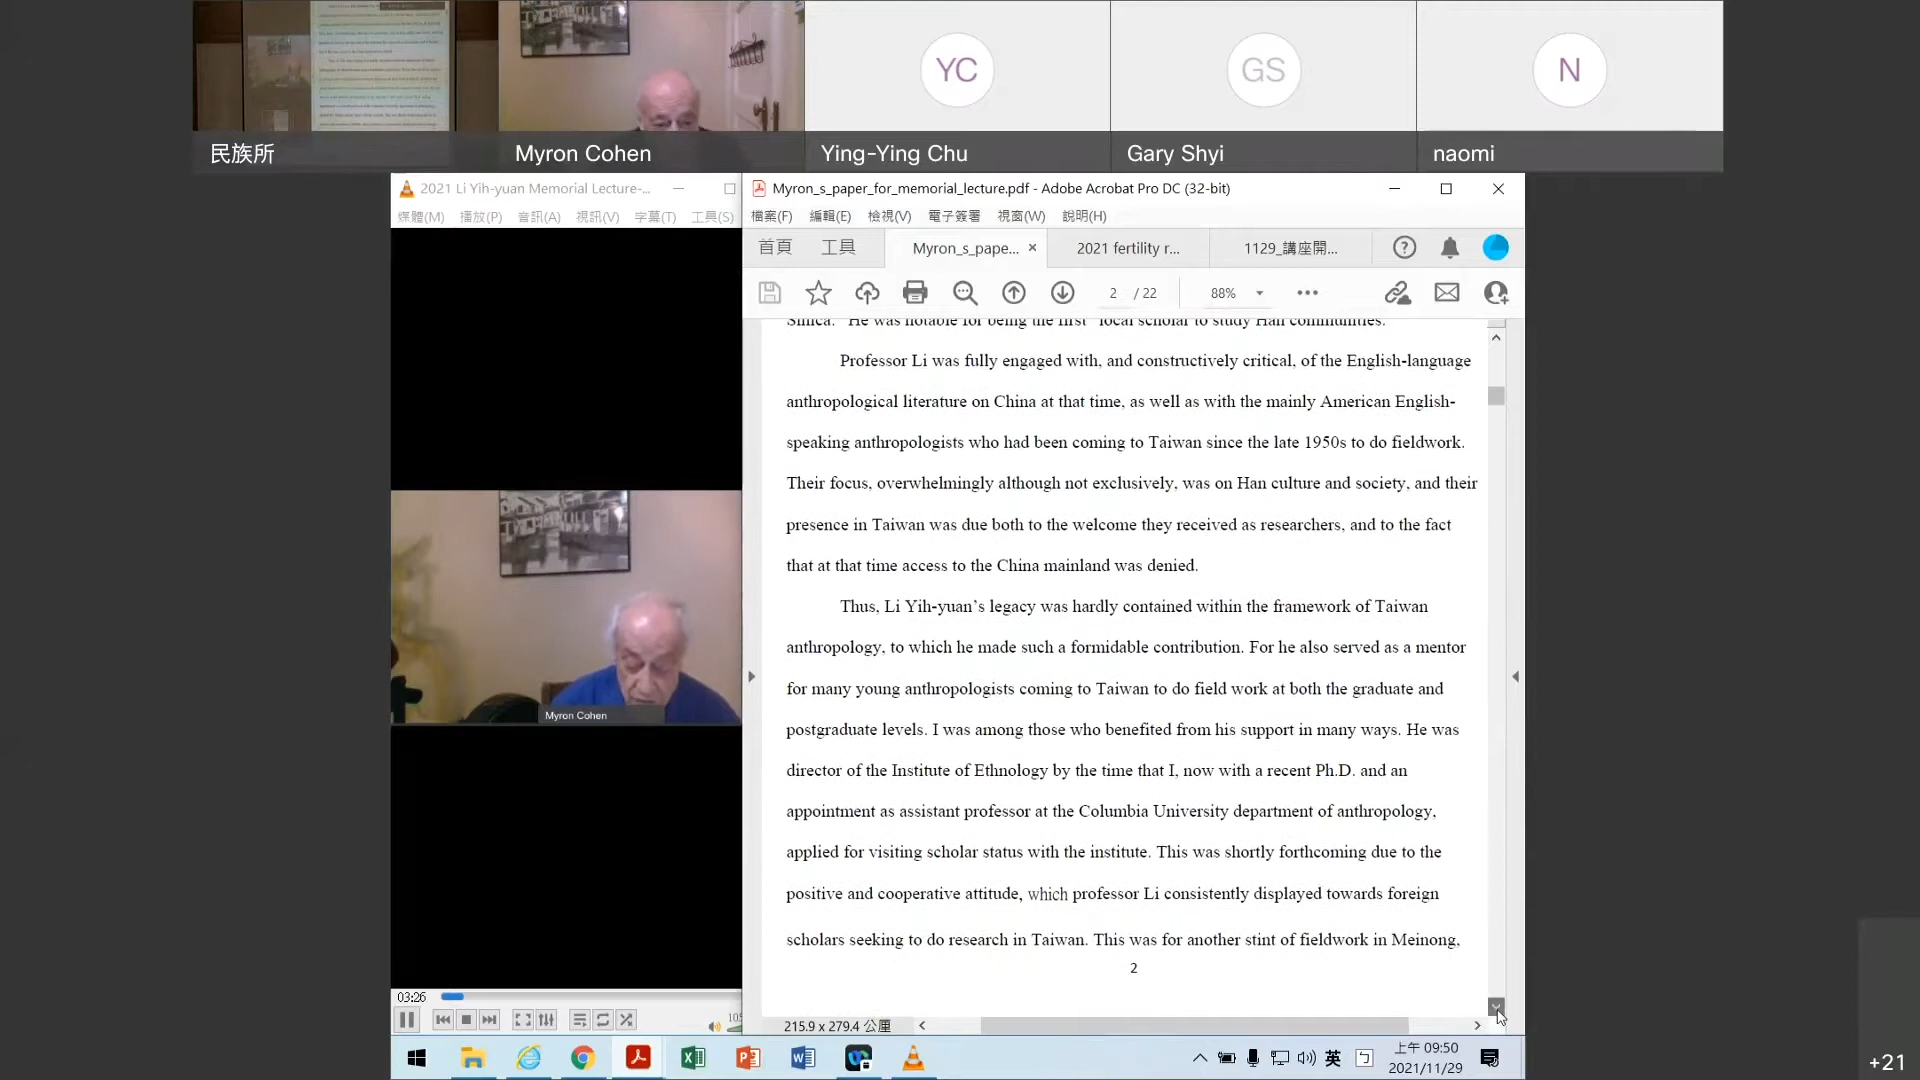 民族所
Myron Cohen
YC
Ying-Ying Chu
GS
Gary Shyi
N
naomi
2021 Li Yih-yuan Memorial Lecture-...
媒體(M) 播放(P) 音訊(A) 視訊(V) 字幕(T) 工具(S)
Myron Cohen
03:26
Myron_s_paper_for_memorial_lecture.pdf - Adobe Acrobat Pro DC (32-bit)
檔案(F) 編輯(E) 檢視(V) 電子簽署 視窗(W) 說明(H)
首頁 工具 Myron_s_pape... × 2021 fertility r... 1129_講座開...
2 / 22 88%
Sinica. He was notable for being the first "local scholar to study Han communities.
Professor Li was fully engaged with, and constructively critical, of the English-language
anthropological literature on China at that time, as well as with the mainly American English-
speaking anthropologists who had been coming to Taiwan since the late 1950s to do fieldwork.
Their focus, overwhelmingly although not exclusively, was on Han culture and society, and their
presence in Taiwan was due both to the welcome they received as researchers, and to the fact
that at that time access to the China mainland was denied.
Thus, Li Yih-yuan’s legacy was hardly contained within the framework of Taiwan
anthropology, to which he made such a formidable contribution. For he also served as a mentor
for many young anthropologists coming to Taiwan to do field work at both the graduate and
postgraduate levels. I was among those who benefited from his support in many ways. He was
director of the Institute of Ethnology by the time that I, now with a recent Ph.D. and an
appointment as assistant professor at the Columbia University department of anthropology,
applied for visiting scholar status with the institute. This was shortly forthcoming due to the
positive and cooperative attitude, which professor Li consistently displayed towards foreign
scholars seeking to do research in Taiwan. This was for another stint of fieldwork in Meinong,
2
215.9 x 279.4 公厘
英
上午 09:50
2021/11/29
+21